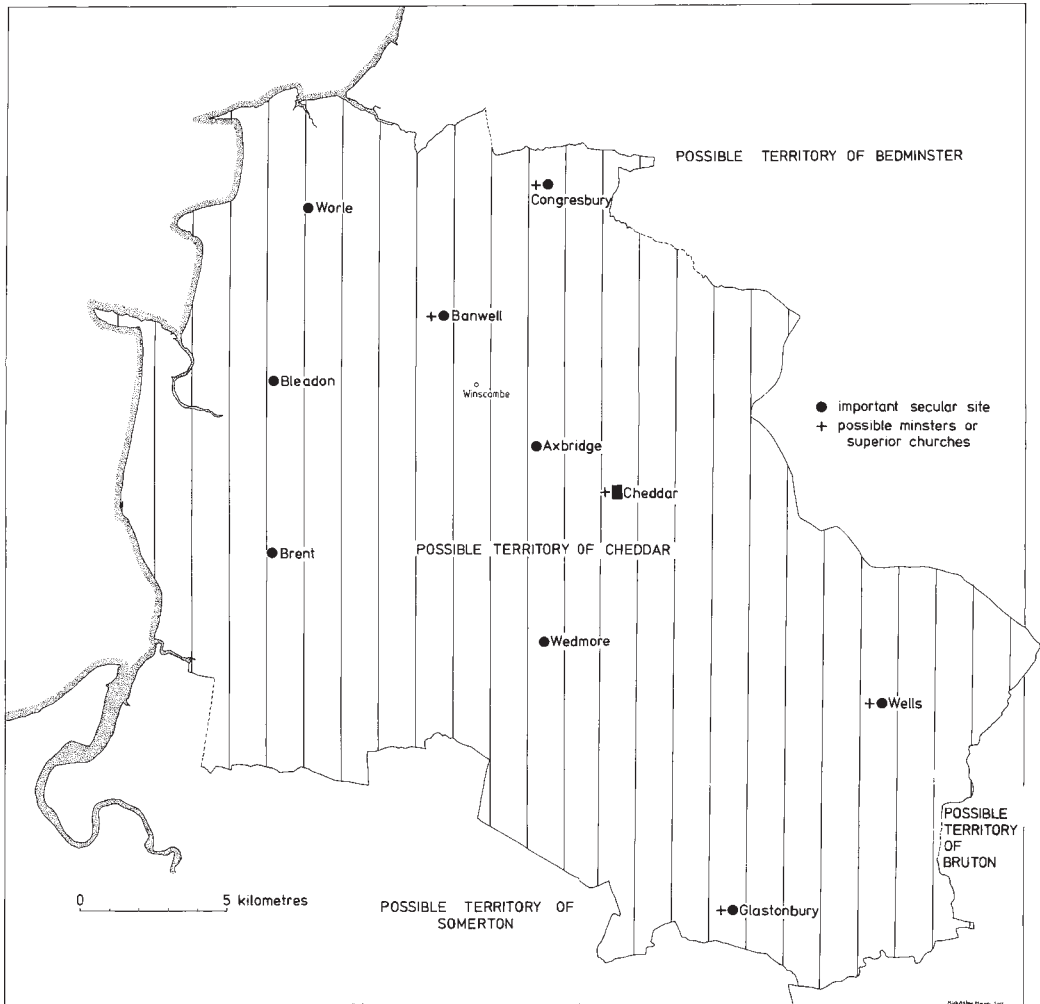 POSSIBLE TERRITORY OF BEDMINSTER
Congresbury
Worle
Banwell
Bleadon
Winscombe
important secular site
possible minsters or
superior churches
Axbridge
Cheddar
POSSIBLE TERRITORY OF CHEDDAR
Brent
Wedmore
Wells
POSSIBLE
TERRITORY
OF
BRUTON
0 5 kilometres
POSSIBLE TERRITORY OF
SOMERTON
Glastonbury